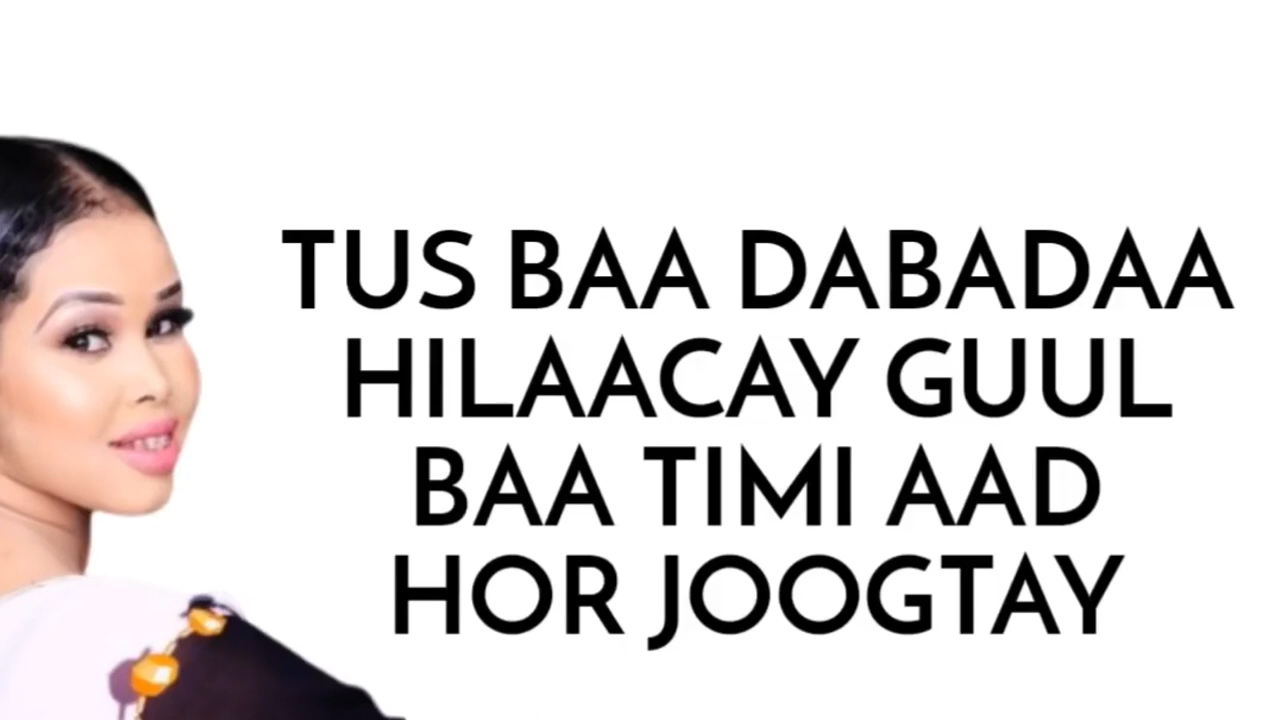 TUS BAA DABADAA
HILAACAY GUUL
BAA TIMI AAD
HOR JOOGTAY